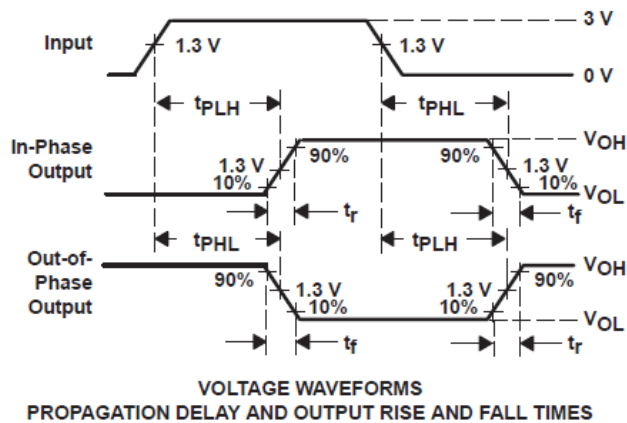 3 V
Input
1.3 V
1.3 V
0 V
tPLH
tPHL
In-Phase
Output
VOH
90%
90%
1.3 V
1.3 V
10%
10%
VOL
tr
tf
tPHL
tPLH
Out-of-
Phase
Output
VOH
90%
90%
1.3 V
1.3 V
10%
10%
VOL
tf
tr
VOLTAGE WAVEFORMS
PROPAGATION DELAY AND OUTPUT RISE AND FALL TIMES